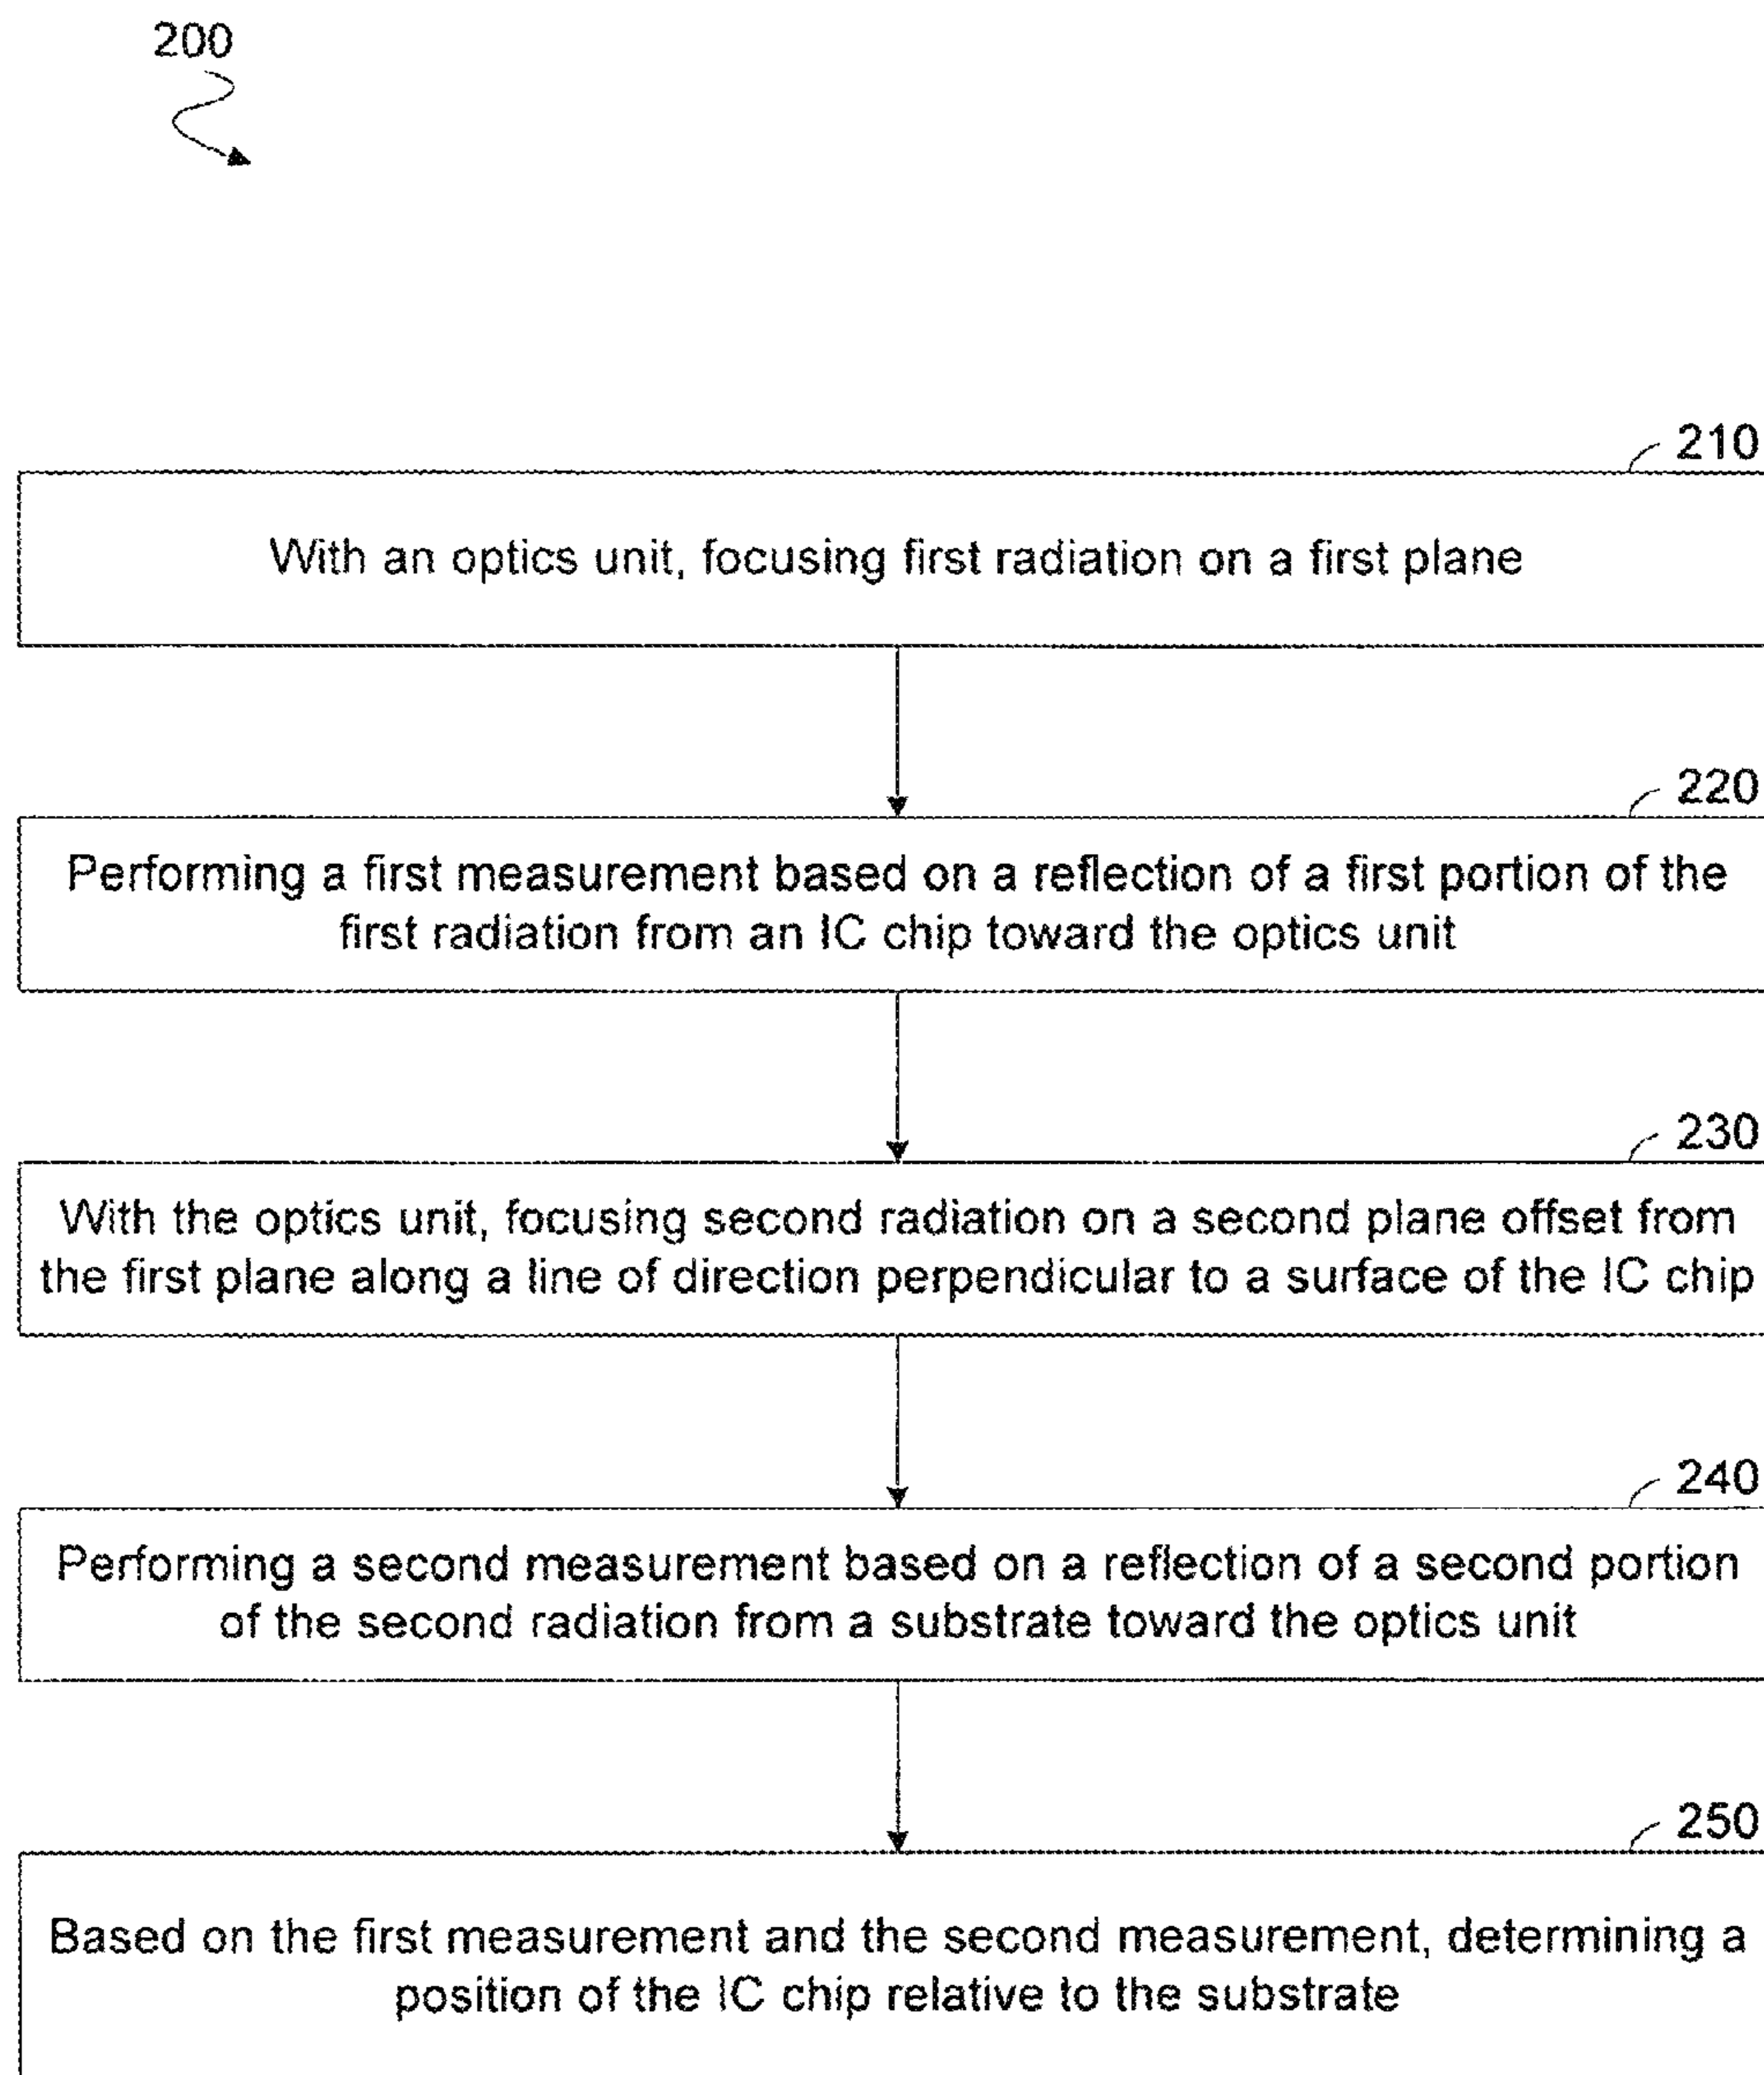 200
210
With an optics unit, focusing first radiation on a first plane
220
Performing a first measurement based on a reflection of a first portion of the
first radiation from an IC chip toward the optics unit
230
With the optics unit, focusing second radiation on a second plane offset from
the first plane along a line of direction perpendicular to a surface of the IC chip
240
Performing a second measurement based on a reflection of a second portion
of the second radiation from a substrate toward the optics unit
250
Based on the first measurement and the second measurement, determining a
position of the IC chip relative to the substrate